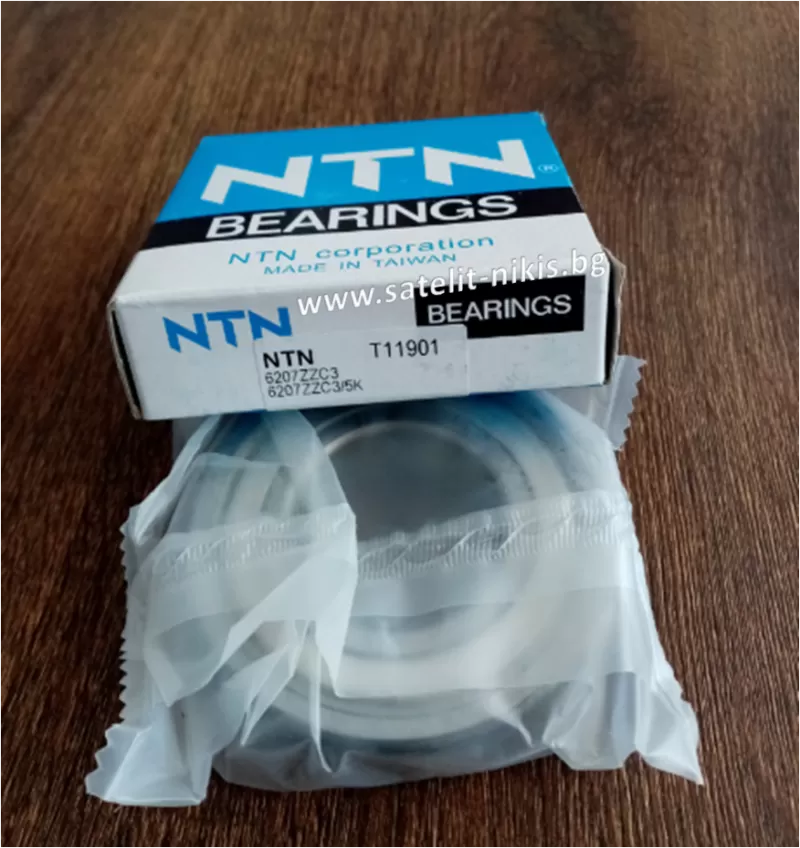 NTN®
BEARINGS
NTN corporation
MADE IN TAIWAN
www.satelit-nikis.bg
NTN
BEARINGS
NTN T11901
6207ZZC3
6207ZZC3/5K